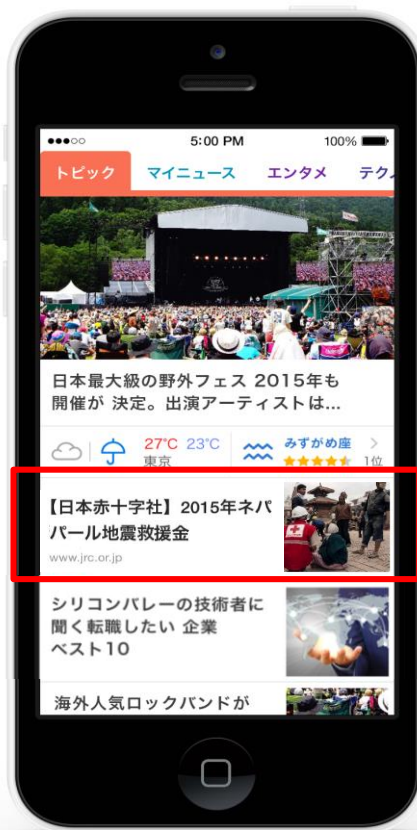 5:00 PM
100%
トピック
マイニュース
エンタメ
テクノ
日本最大級の野外フェス 2015年も
開催が 決定。出演アーティストは...
27℃ 23℃
東京
みずがめ座
1位
【日本赤十字社】2015年ネパ
パール地震救援金
www.jrc.or.jp
シリコンバレーの技術者に
聞く転職したい 企業
ベスト10
海外人気ロックバンドが